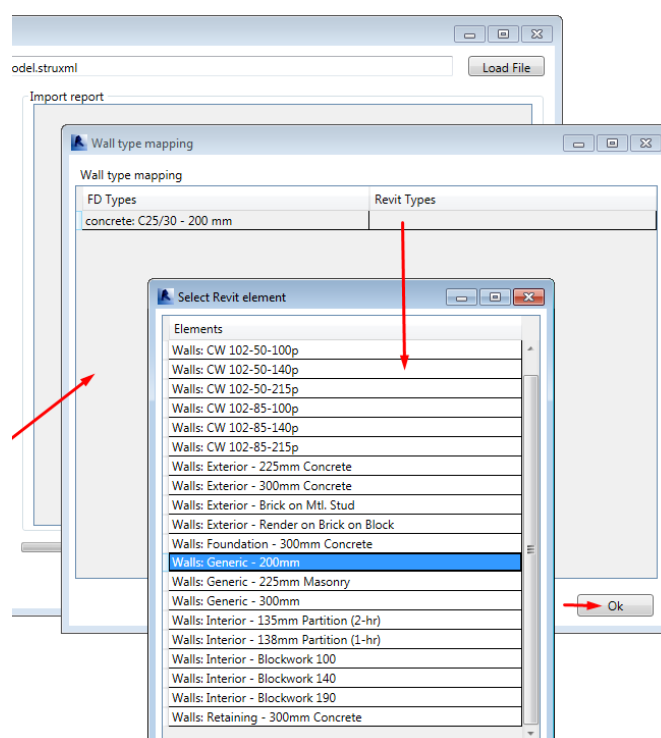 odel.struxml
Load File
Import report
Wall type mapping
Wall type mapping
FD Types
Revit Types
concrete: C25/30 - 200 mm
Select Revit element
Elements
Walls: CW 102-50-100p
Walls: CW 102-50-140p
Walls: CW 102-50-215p
Walls: CW 102-85-100p
Walls: CW 102-85-140p
Walls: CW 102-85-215p
Walls: Exterior - 225mm Concrete
Walls: Exterior - 300mm Concrete
Walls: Exterior - Brick on Mtl. Stud
Walls: Exterior - Render on Brick on Block
Walls: Foundation - 300mm Concrete
Walls: Generic - 200mm
Walls: Generic - 225mm Masonry
Walls: Generic - 300mm
Walls: Interior - 135mm Partition (2-hr)
Walls: Interior - 138mm Partition (1-hr)
Walls: Interior - Blockwork 100
Walls: Interior - Blockwork 140
Walls: Interior - Blockwork 190
Walls: Retaining - 300mm Concrete
Ok